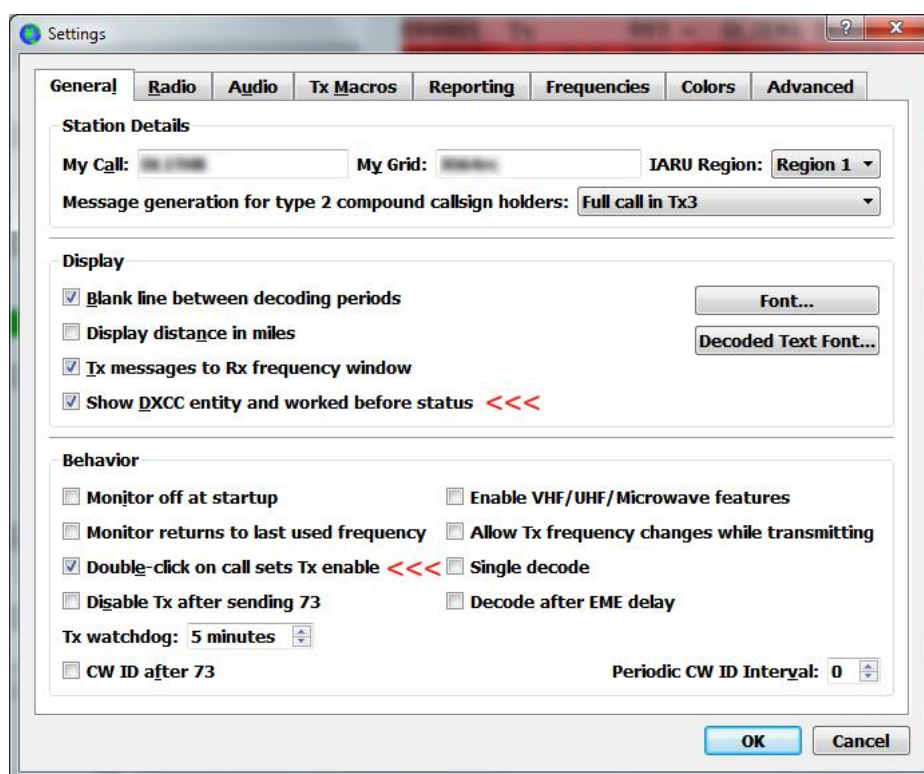 Settings
General Radio Audio Tx Macros Reporting Frequencies Colors Advanced
Station Details
My Call: My Grid: IARU Region: Region 1
Message generation for type 2 compound callsign holders: Full call in Tx3
Display
Blank line between decoding periods Font...
Display distance in miles Decoded Text Font...
Tx messages to Rx frequency window
Show DXCC entity and worked before status <<<
Behavior
Monitor off at startup Enable VHF/UHF/Microwave features
Monitor returns to last used frequency Allow Tx frequency changes while transmitting
Double-click on call sets Tx enable <<< Single decode
Disable Tx after sending 73 Decode after EME delay
Tx watchdog: 5 minutes
CW ID after 73 Periodic CW ID Interval: 0
OK Cancel